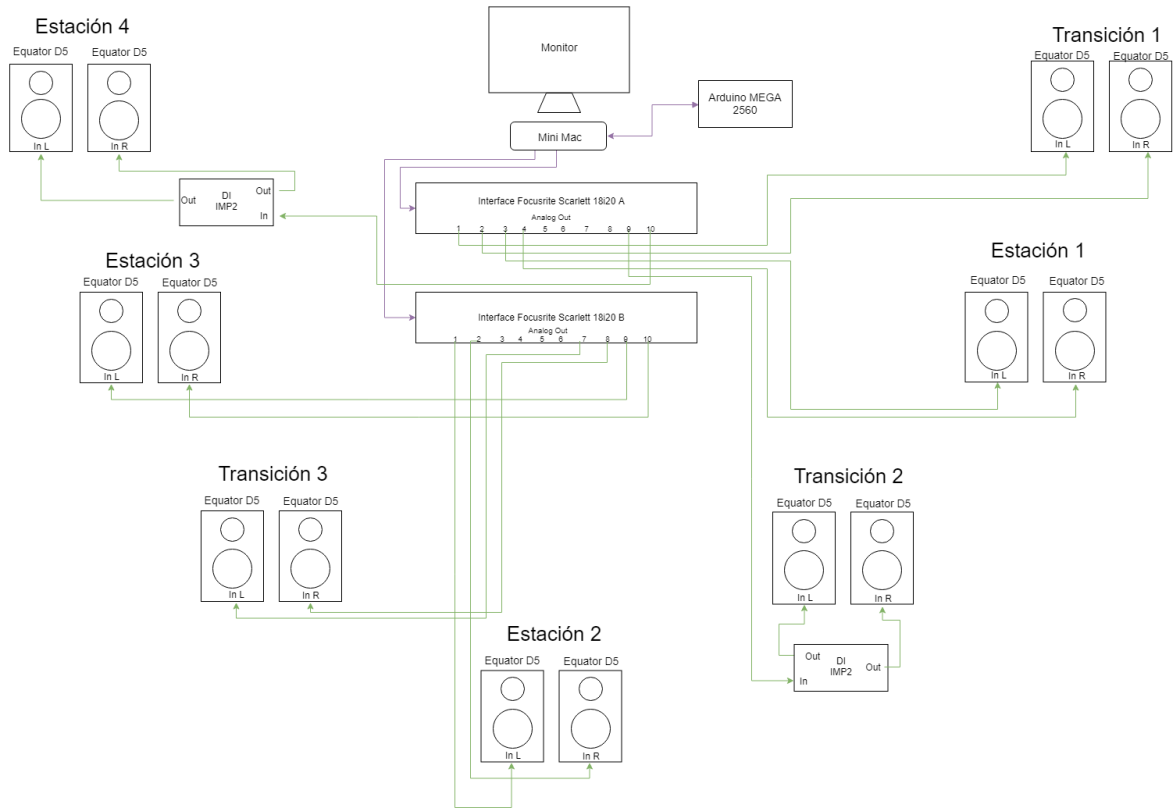 Estación 4
Equator D5 Equator D5
In L In R
DI
IMP2
Out
Out
In
Monitor
Mini Mac
Arduino MEGA
2560
Transición 1
Equator D5 Equator D5
In L In R
Interface Focusrite Scarlett 18i20 A
Analog Out
1 2 3 4 5 6 7 8 9 10
Estación 3
Equator D5 Equator D5
In L In R
Interface Focusrite Scarlett 18i20 B
Analog Out
1 2 3 4 5 6 7 8 9 10
Estación 1
Equator D5 Equator D5
In L In R
Transición 3
Equator D5 Equator D5
In L In R
Transición 2
Equator D5 Equator D5
In L In R
Out
DI
IMP2
Out
In
Estación 2
Equator D5 Equator D5
In L In R